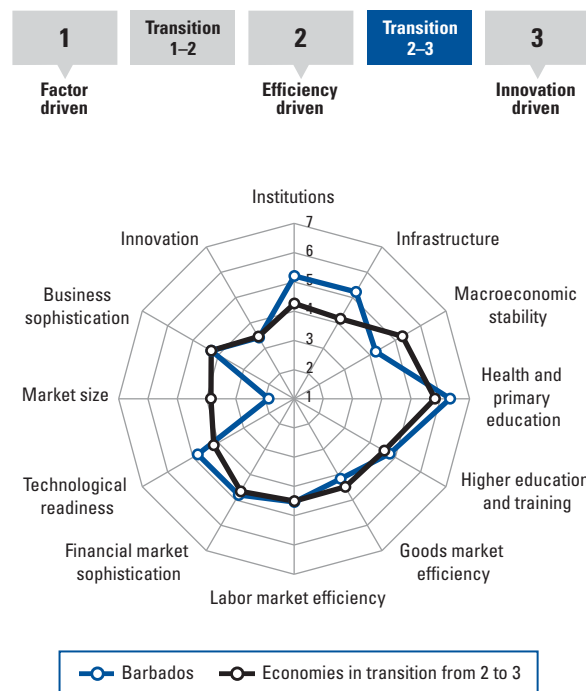 1
Transition
1–2
2
Transition
2–3
3
Factor
driven
Efficiency
driven
Innovation
driven
Institutions
7
Innovation
Infrastructure
6
5
Business
sophistication
Macroeconomic
stability
4
3
2
Market size
1
Health and
primary
education
Technological
readiness
Higher education
and training
Financial market
sophistication
Goods market
efficiency
Labor market efficiency
Barbados
Economies in transition from 2 to 3